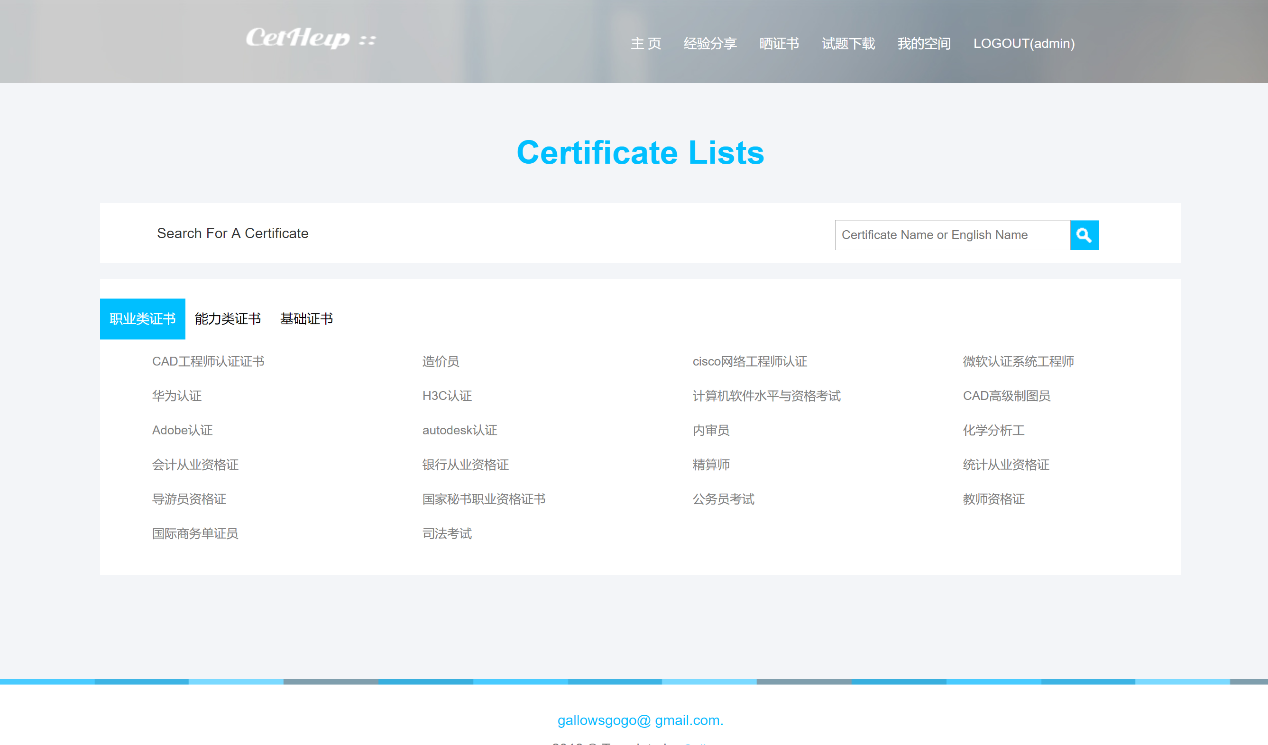 CetHelp ::
主 页 经验分享 晒证书 试题下载 我的空间 LOGOUT(admin)
Certificate Lists
Search For A Certificate
Certificate Name or English Name
职业类证书 能力类证书 基础证书
CAD工程师认证证书 造价员 cisco网络工程师认证 微软认证系统工程师
华为认证 H3C认证 计算机软件水平与资格考试 CAD高级制图员
Adobe认证 autodesk认证 内审员 化学分析工
会计从业资格证 银行从业资格证 精算师 统计从业资格证
导游员资格证 国家秘书职业资格证书 公务员考试 教师资格证
国际商务单证员 司法考试
gallowsgogo@ gmail.com.